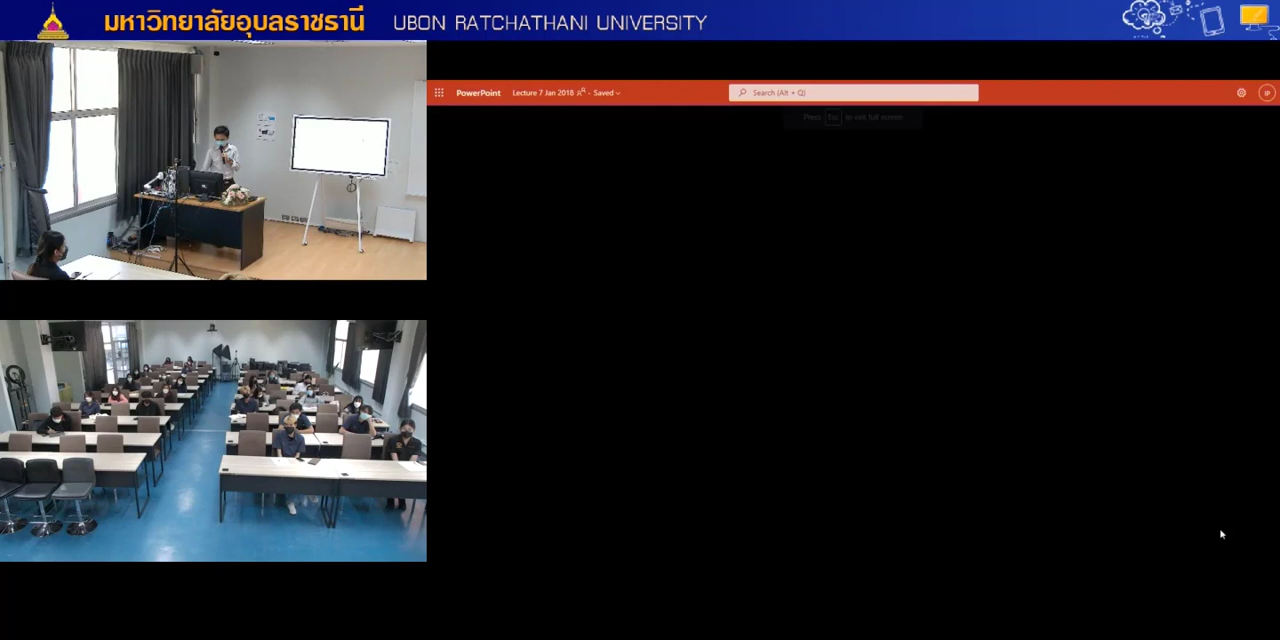 มหาวิทยาลัยอุบลราชธานี UBON RATCHATHANI UNIVERSITY
PowerPoint Lecture 7 Jan 2018 - Saved Search (Alt + Q) IP
Press Esc to exit full screen